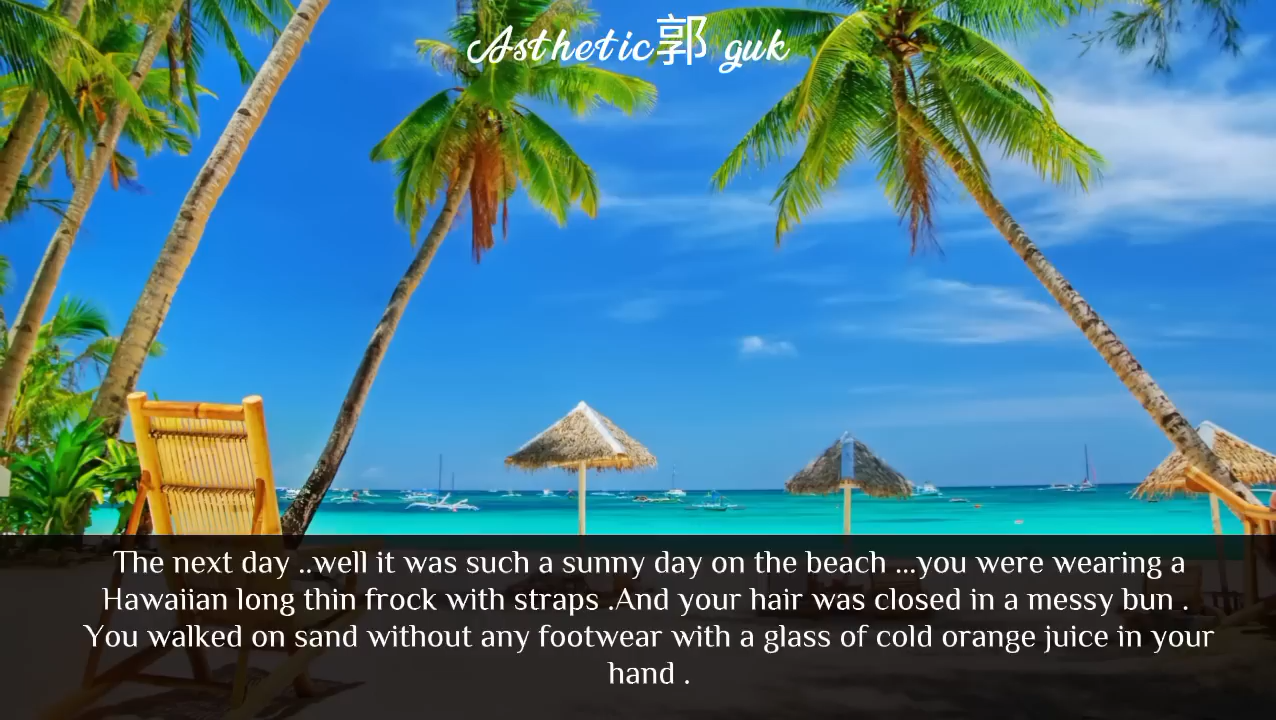 Asthetic郭 guk
The next day ..well it was such a sunny day on the beach ...you were wearing a
Hawaiian long thin frock with straps .And your hair was closed in a messy bun .
You walked on sand without any footwear with a glass of cold orange juice in your
hand .